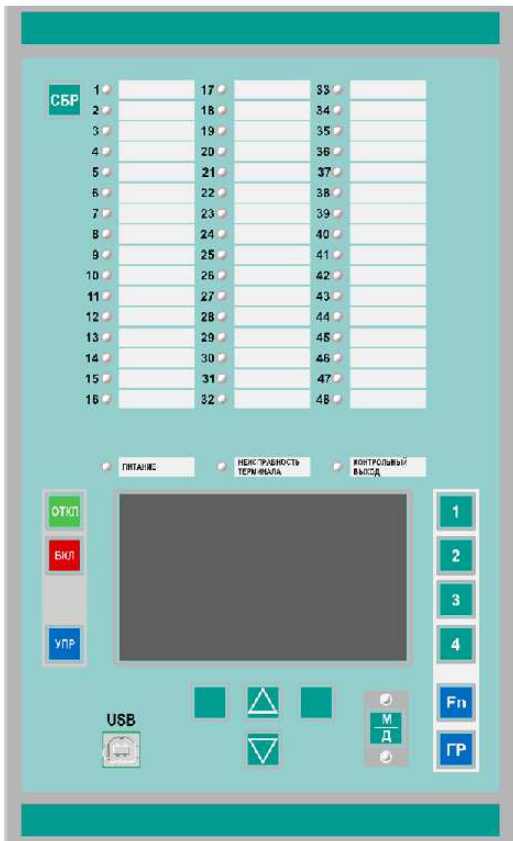 СБР
1 17 33
2 18 34
3 19 35
4 20 36
5 21 37
6 22 38
7 23 39
8 24 40
9 25 41
10 26 42
11 27 43
12 28 44
13 29 45
14 30 46
15 31 47
16 32 48
ПИТАНИЕ
НЕИСПРАВНОСТЬ
ТЕРМИНАЛА
КОНТРОЛЬНЫЙ
ВЫХОД
ОТКЛ
ВКЛ
УПР
1
2
3
4
Fn
ГР
USB
М
Д